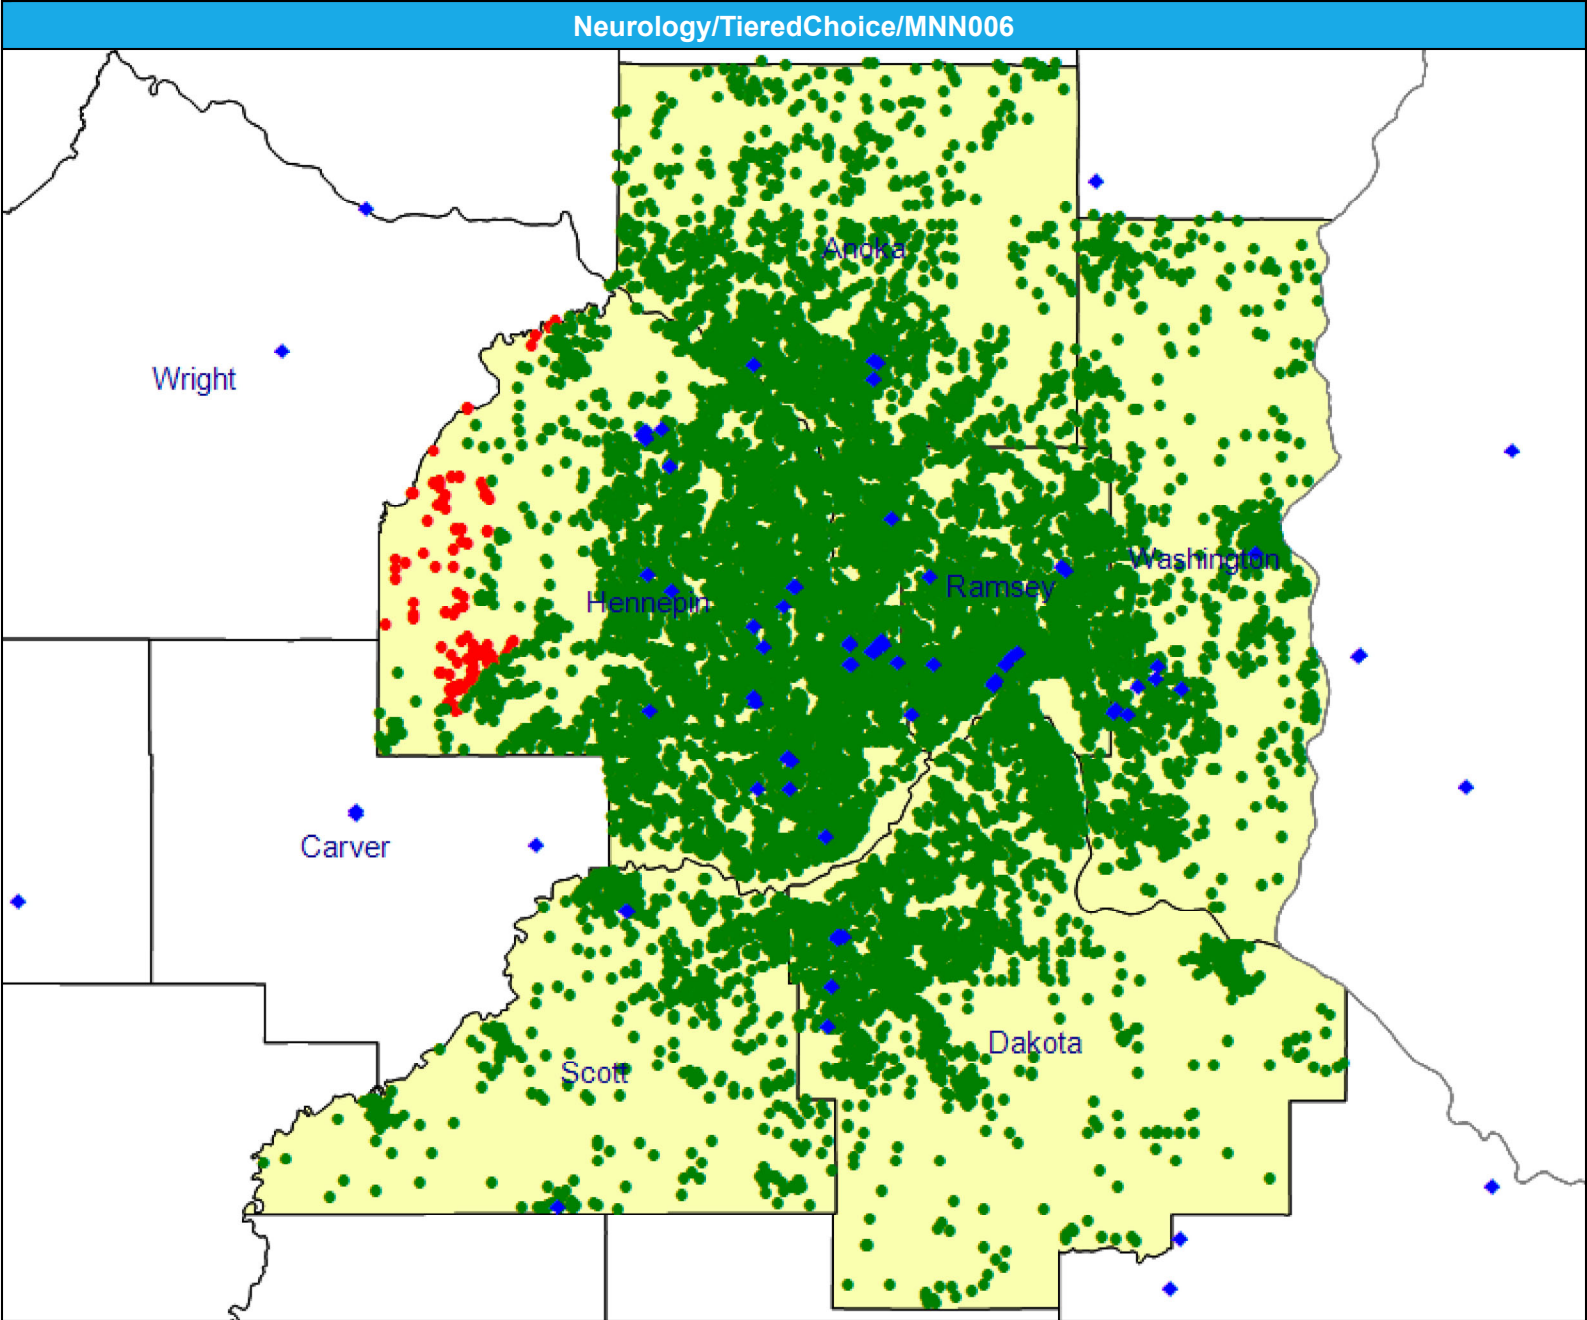 Neurology/TieredChoice/MNN006
Anoka
Wright
Washington
Ramsey
Hennepin
Carver
Dakota
Scott